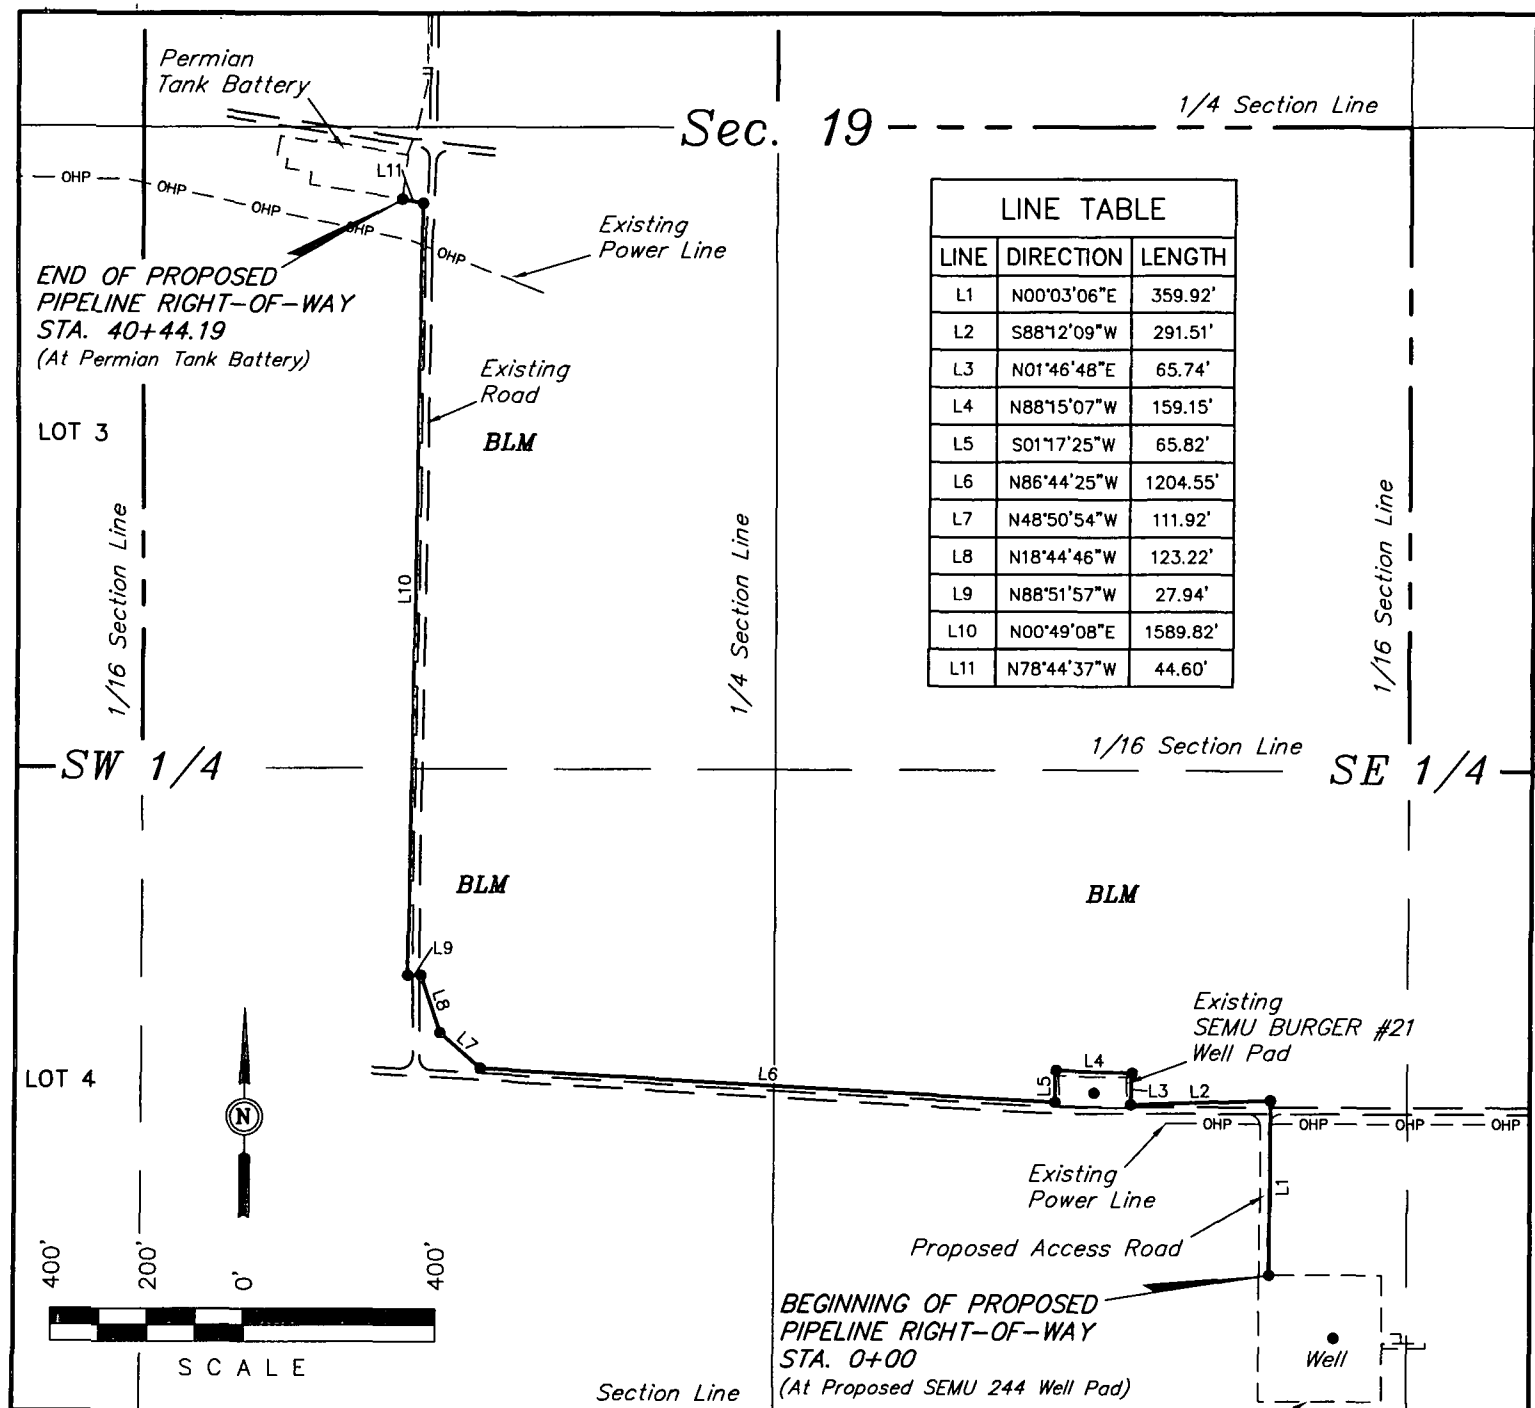 Permian
Tank Battery
1/4 Section Line
Sec. 19
L11
OHP
OHP
OHP
OHP
OHP
Existing
Power Line
END OF PROPOSED
PIPELINE RIGHT-OF-WAY
STA. 40+44.19
(At Permian Tank Battery)
LINE TABLE
LINE DIRECTION LENGTH
L1 N00°03'06"E 359.92'
L2 S88°12'09"W 291.51'
L3 N01°46'48"E 65.74'
L4 N88°15'07"W 159.15'
L5 S01°17'25"W 65.82'
L6 N86°44'25"W 1204.55'
L7 N48°50'54"W 111.92'
L8 N18°44'46"W 123.22'
L9 N88°51'57"W 27.94'
L10 N00°49'08"E 1589.82'
L11 N78°44'37"W 44.60'
Existing
Road
LOT 3
BLM
1/16 Section Line
L10
1/4 Section Line
1/16 Section Line
1/16 Section Line
SW 1/4
SE 1/4
BLM
BLM
L9
L8
L7
L6
L5
L4
L3
L2
Existing
SEMU BURGER #21
Well Pad
LOT 4
N
OHP
OHP
OHP
OHP
Existing
Power Line
L1
Proposed Access Road
400'
200'
0'
400'
SCALE
BEGINNING OF PROPOSED
PIPELINE RIGHT-OF-WAY
STA. 0+00
(At Proposed SEMU 244 Well Pad)
Well
Section Line